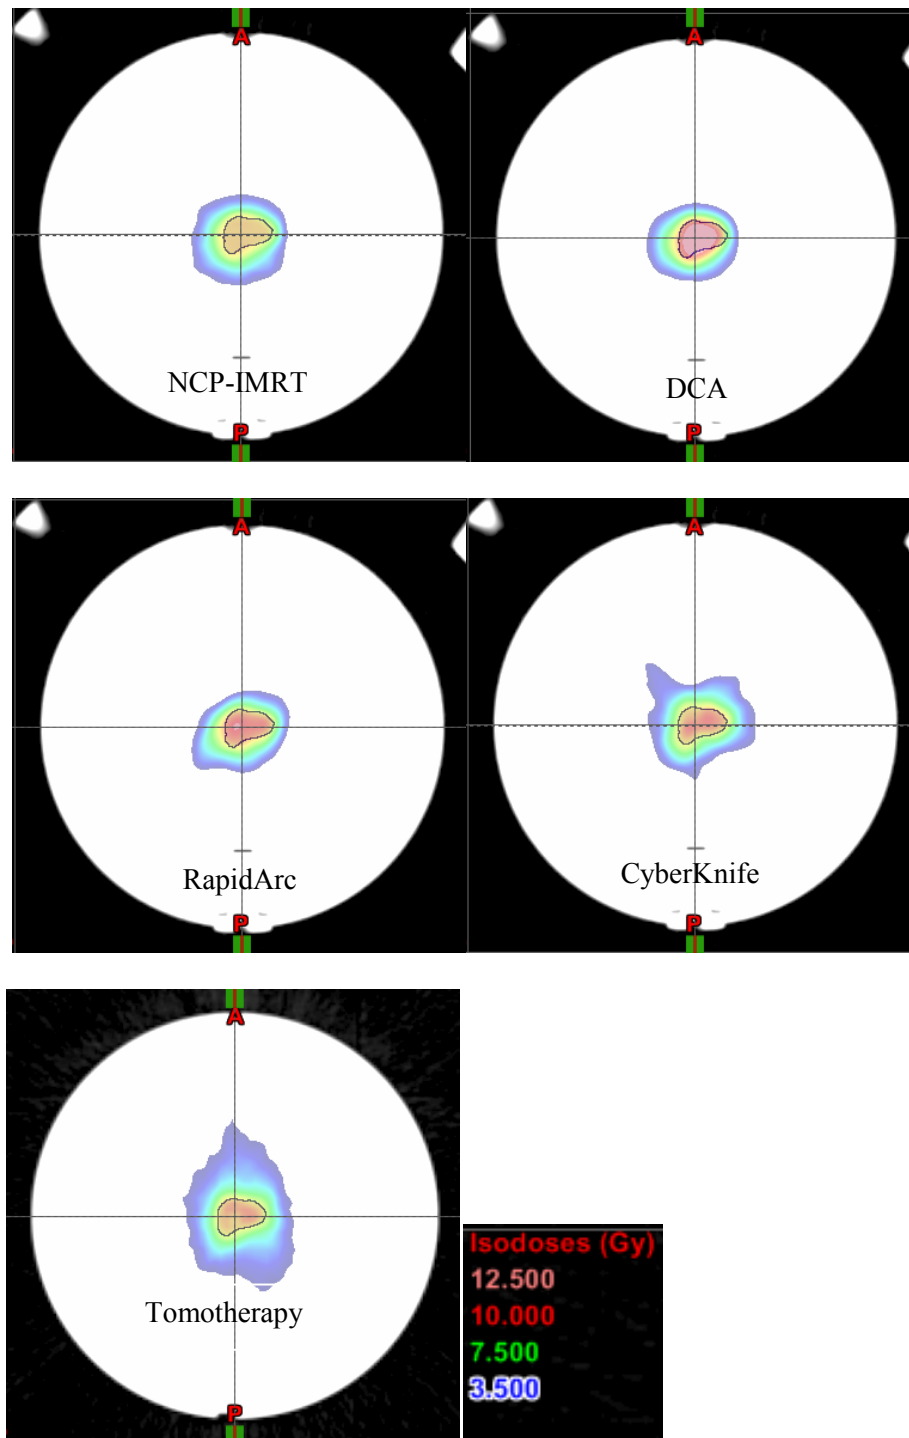 A A
NCP-IMRT DCA
P P
A A
RapidArc CyberKnife
P P
A
Isodoses (Gy)
12.500
10.000
7.500
3.500
Tomotherapy
P